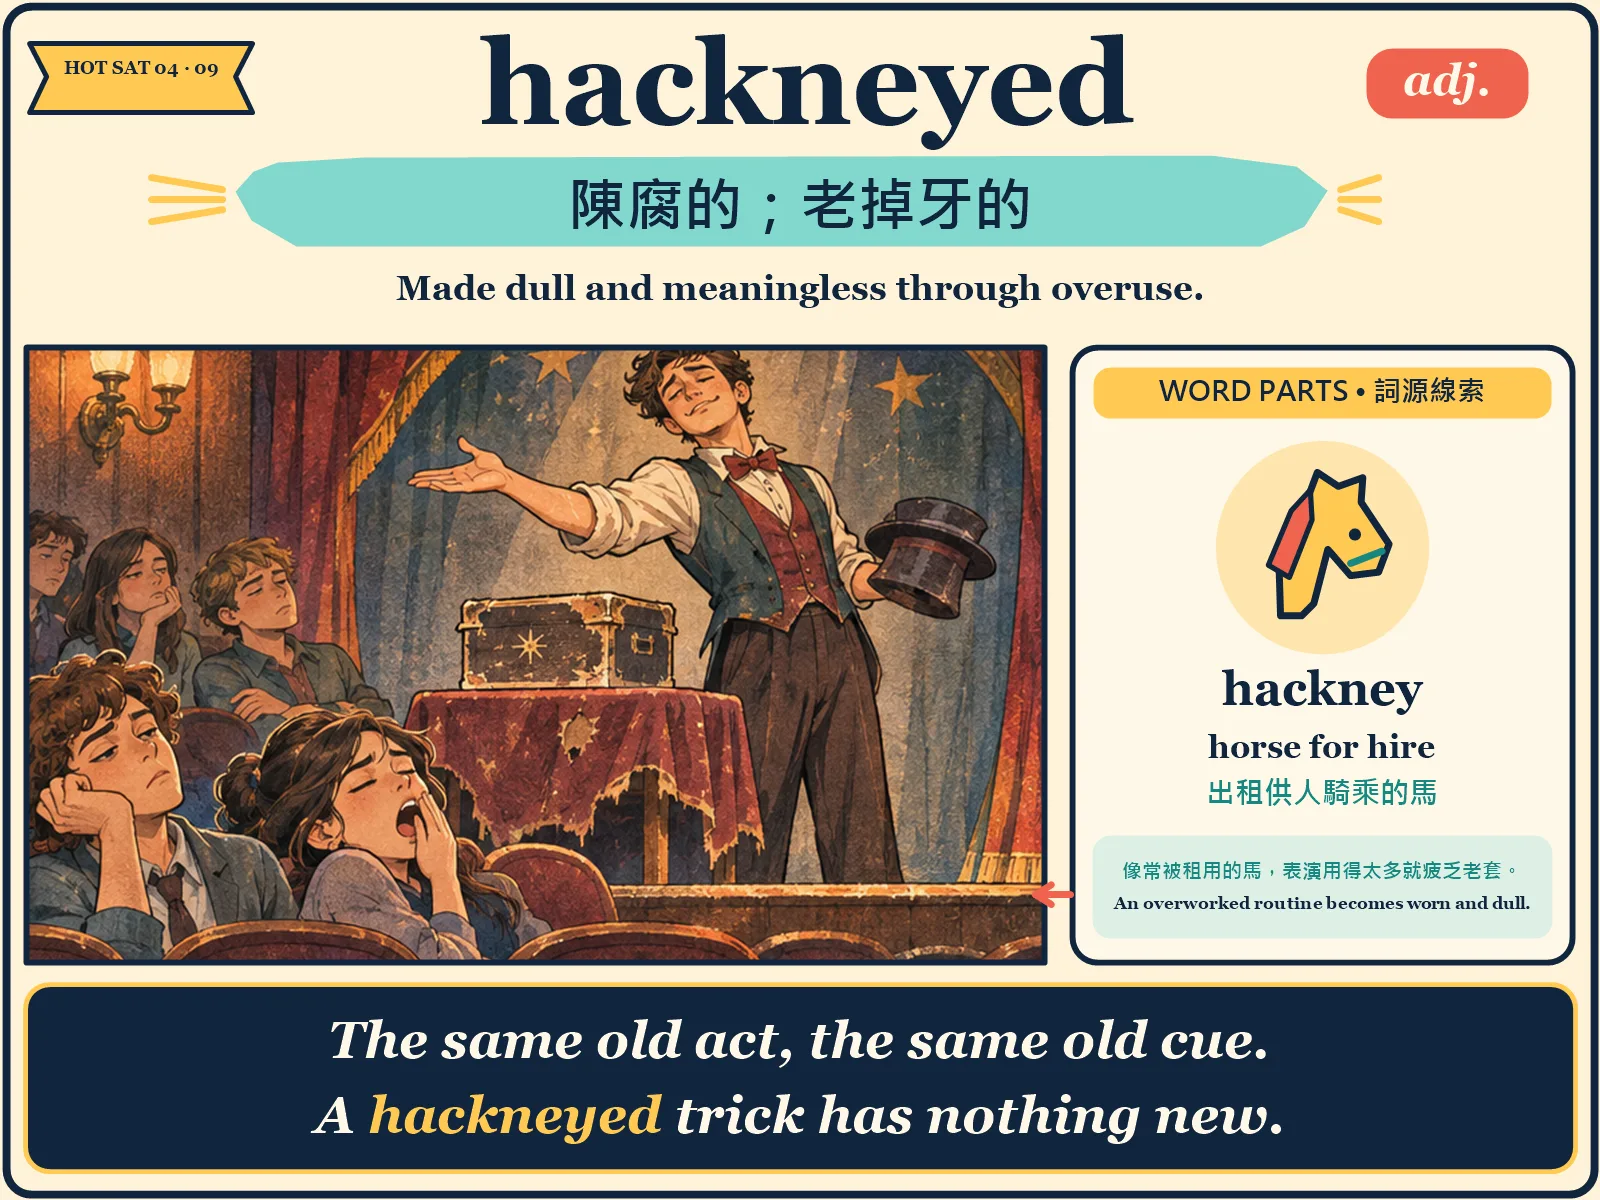 HOT SAT 04 · 09
hackneyed
adj.
陳腐的；老掉牙的
Made dull and meaningless through overuse.
WORD PARTS • 詞源線索
hackney
horse for hire
出租供人騎乘的馬
像常被租用的馬，表演用得太多就疲乏老套。
An overworked routine becomes worn and dull.
The same old act, the same old cue.
A hackneyed trick has nothing new.